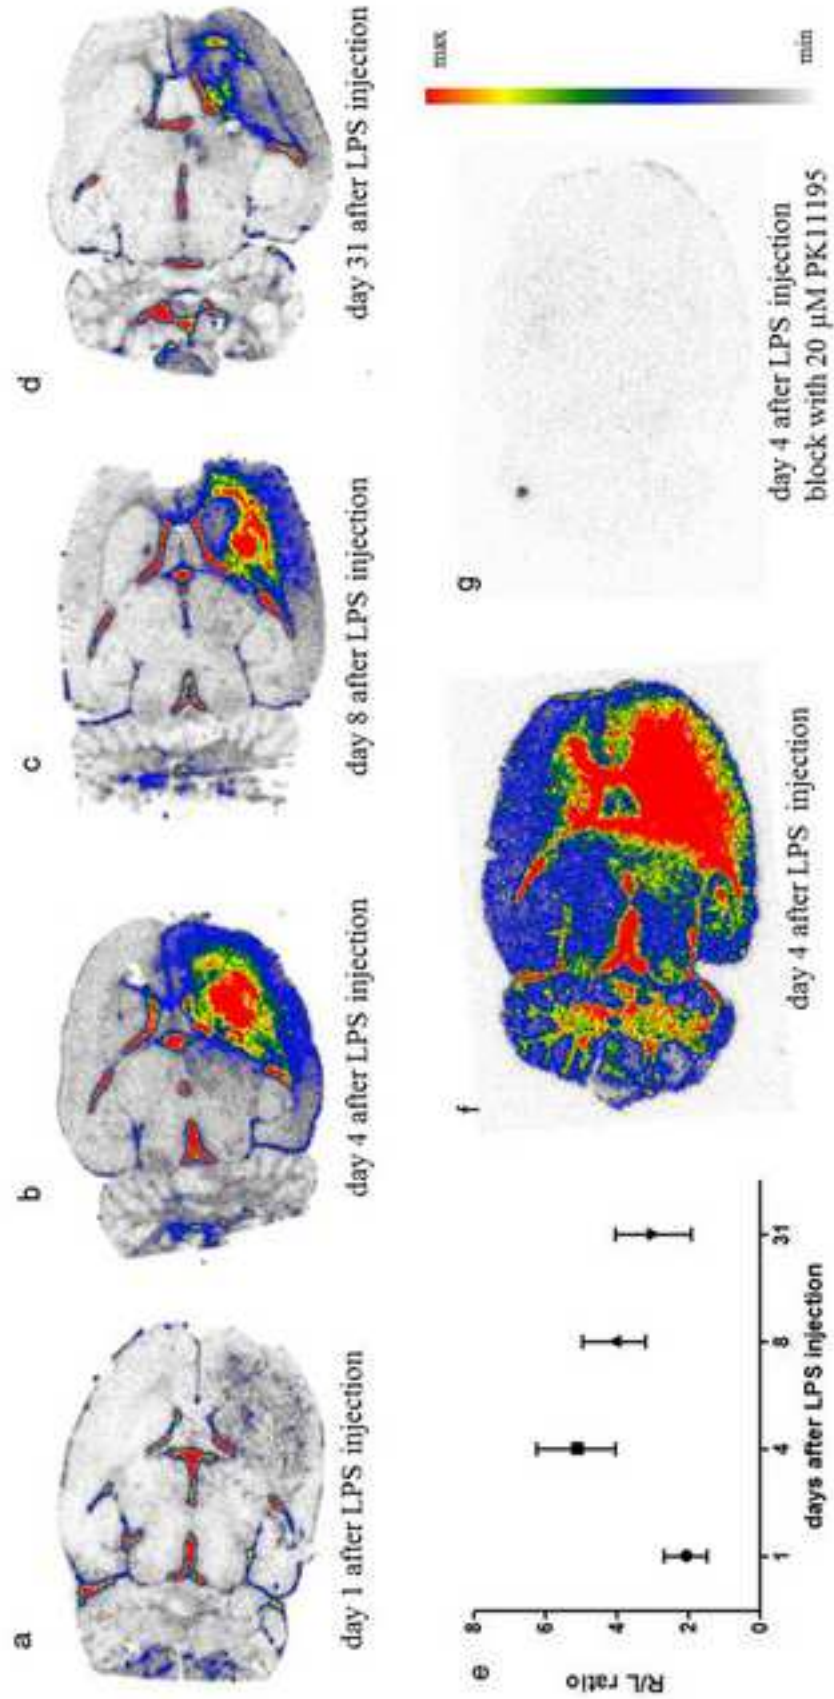 a
day 1 after LPS injection
b
day 4 after LPS injection
c
day 8 after LPS injection
d
day 31 after LPS injection
e
R/L ratio
8
6
4
2
0
1
4
8
31
days after LPS injection
f
day 4 after LPS injection
g
day 4 after LPS injection
block with 20 µM PK11195
max
min